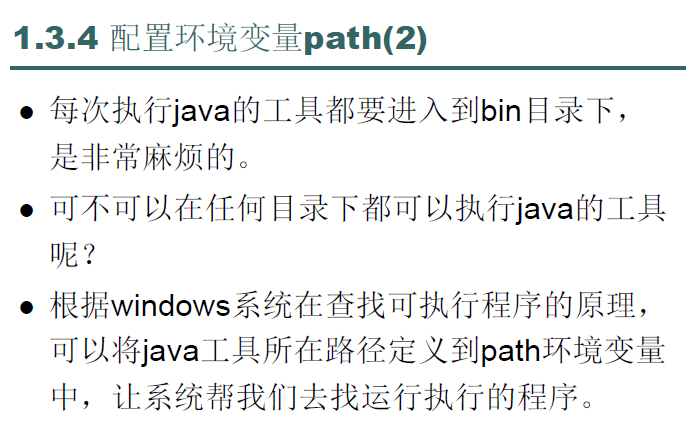 1.3.4 配置环境变量path(2)
● 每次执行java的工具都要进入到bin目录下，
是非常麻烦的。
● 可不可以在任何目录下都可以执行java的工具
呢？
● 根据windows系统在查找可执行程序的原理，
可以将java工具所在路径定义到path环境变量
中，让系统帮我们去找运行执行的程序。